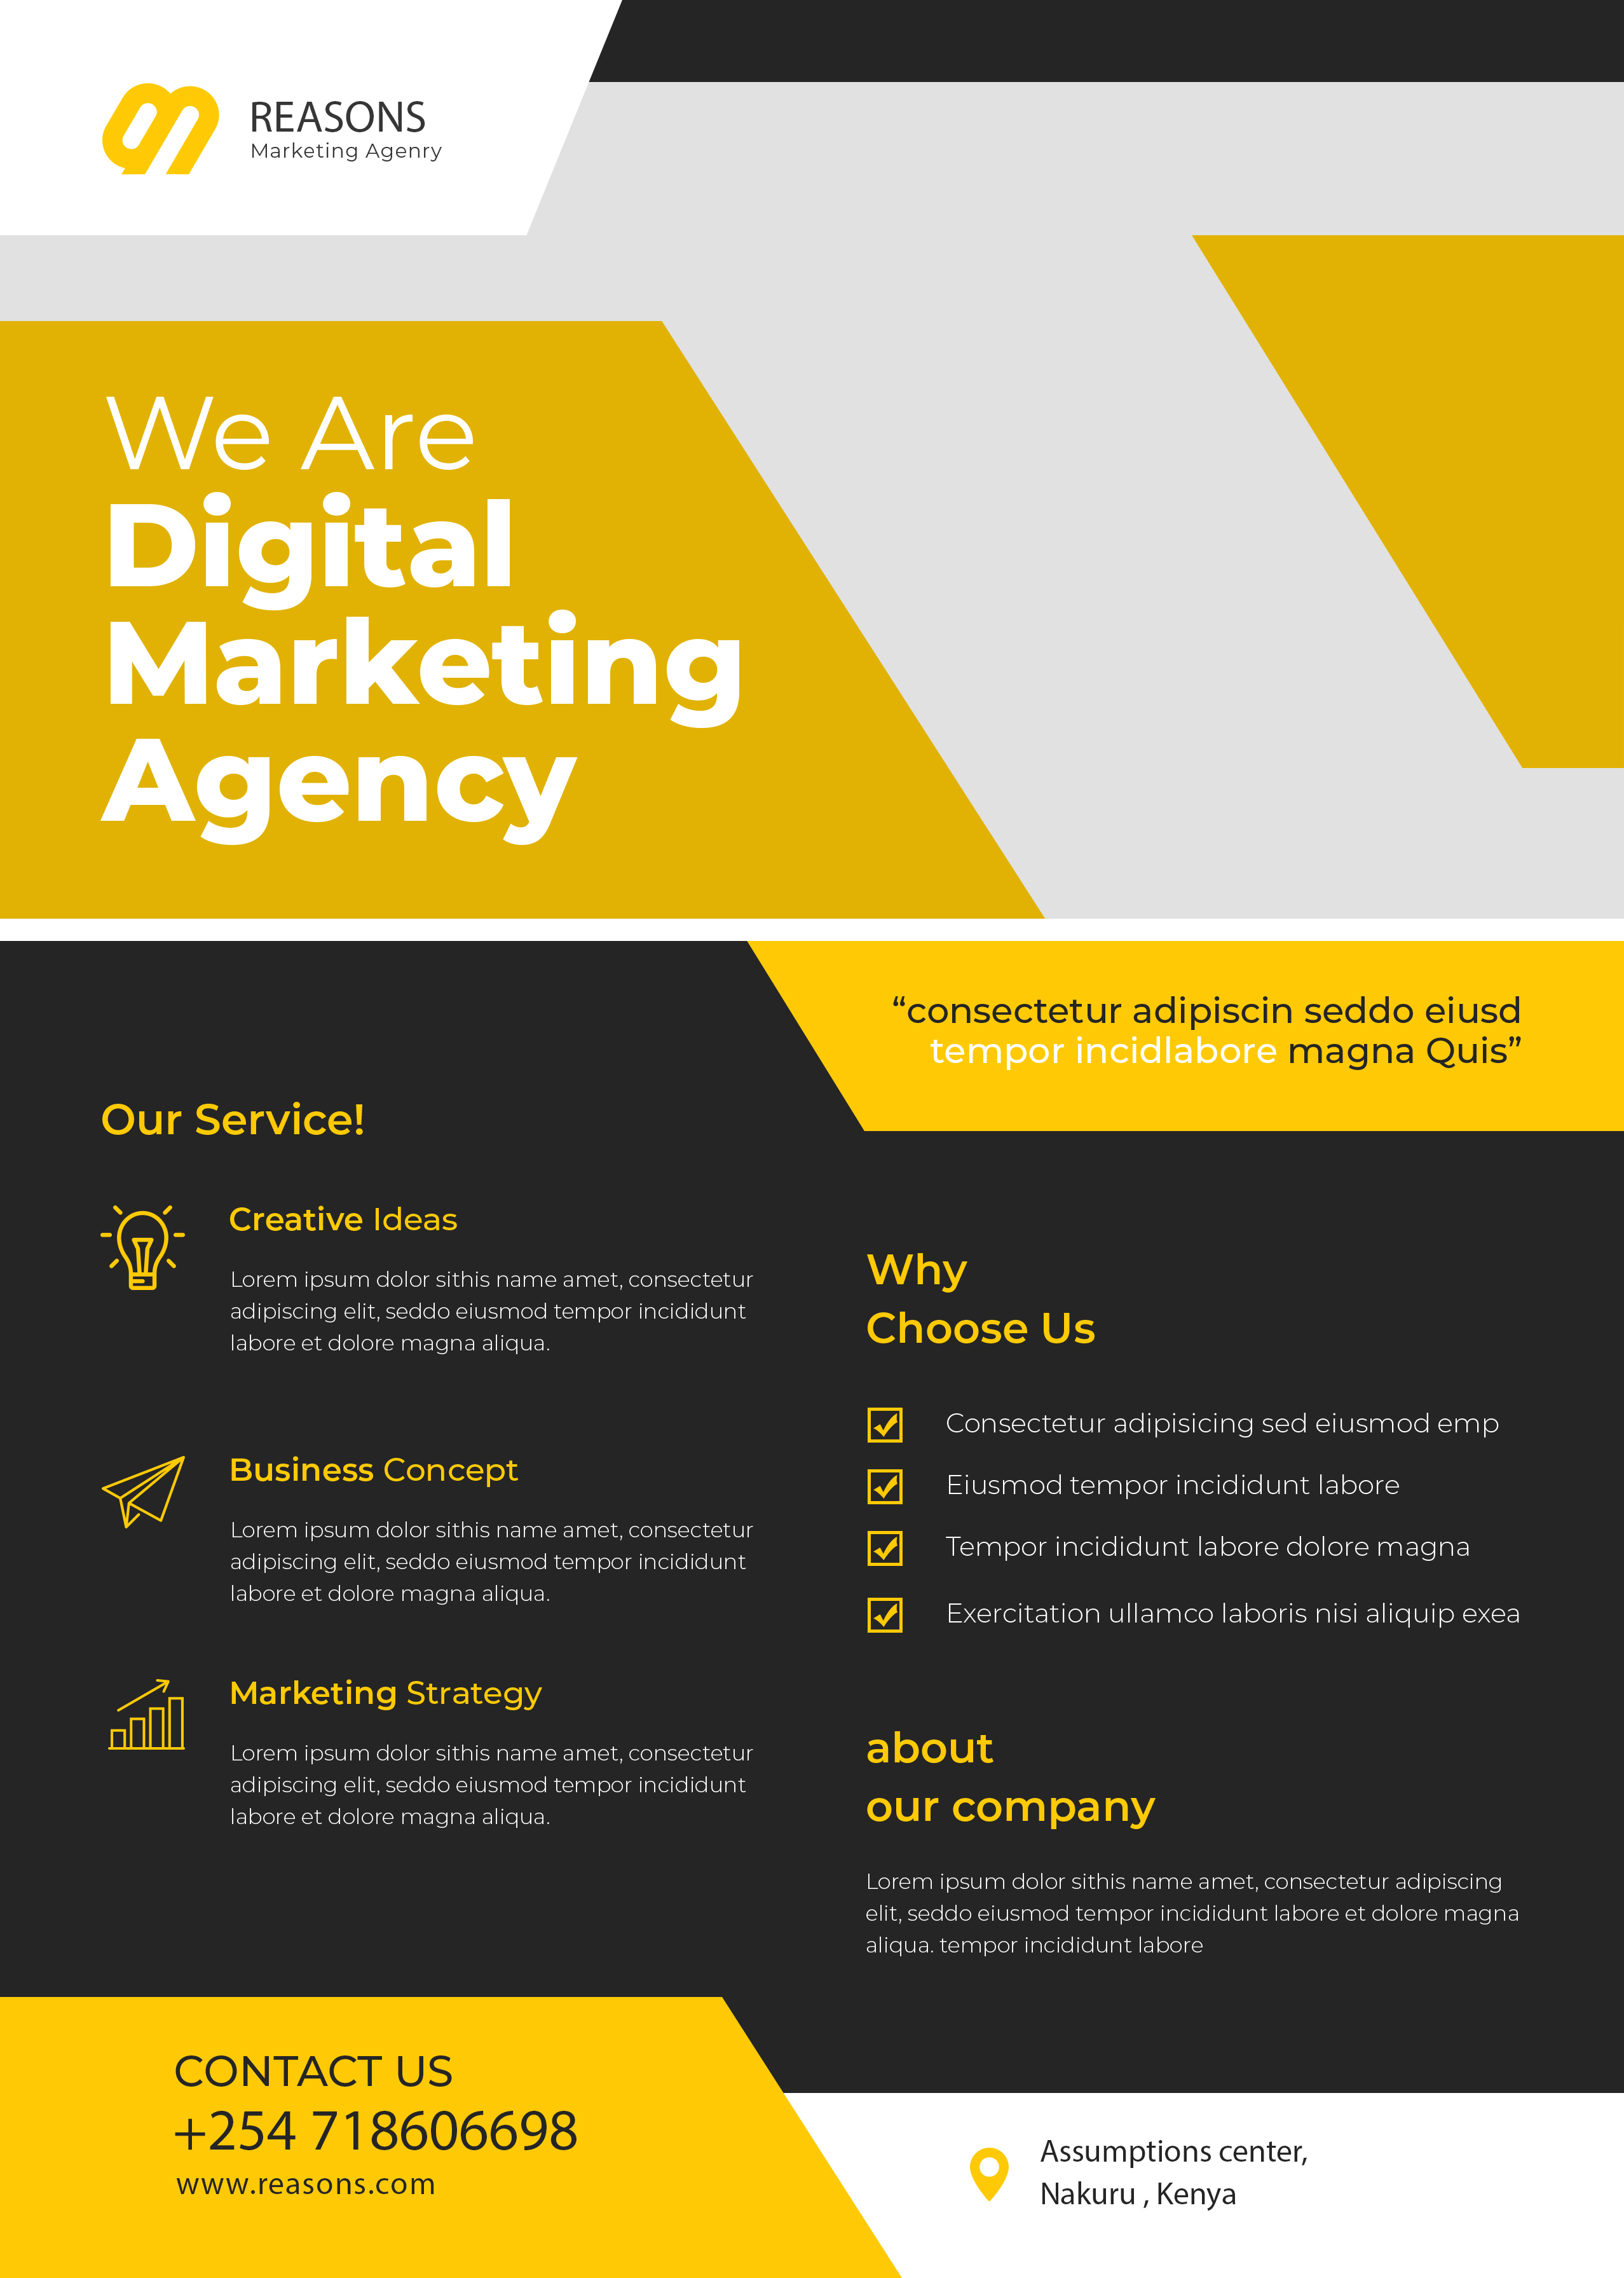 REASONS
Marketing Agenry
We Are
Digital
Marketing
Agency
“consectetur adipiscin seddo eiusd
tempor incidlabore magna Quis”
Our Service!
Creative Ideas
Lorem ipsum dolor sithis name amet, consectetur
adipiscing elit, seddo eiusmod tempor incididunt
labore et dolore magna aliqua.
Business Concept
Lorem ipsum dolor sithis name amet, consectetur
adipiscing elit, seddo eiusmod tempor incididunt
labore et dolore magna aliqua.
Marketing Strategy
Lorem ipsum dolor sithis name amet, consectetur
adipiscing elit, seddo eiusmod tempor incididunt
labore et dolore magna aliqua.
Why
Choose Us
Consectetur adipisicing sed eiusmod emp
Eiusmod tempor incididunt labore
Tempor incididunt labore dolore magna
Exercitation ullamco laboris nisi aliquip exea
about
our company
Lorem ipsum dolor sithis name amet, consectetur adipiscing
elit, seddo eiusmod tempor incididunt labore et dolore magna
aliqua. tempor incididunt labore
CONTACT US
+254 718606698
www.reasons.com
Assumptions center,
Nakuru , Kenya